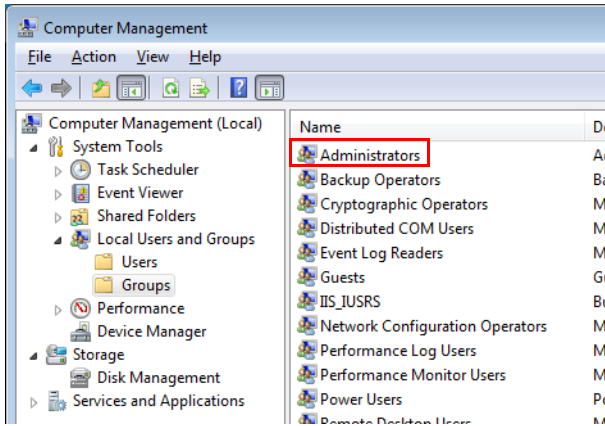 Computer Management
File Action View Help
Computer Management (Local)
System Tools
Task Scheduler
Event Viewer
Shared Folders
Local Users and Groups
Users
Groups
Performance
Device Manager
Storage
Disk Management
Services and Applications
Name
Administrators
Backup Operators
Cryptographic Operators
Distributed COM Users
Event Log Readers
Guests
IIS_IUSRS
Network Configuration Operators
Performance Log Users
Performance Monitor Users
Power Users
Remote Desktop Users